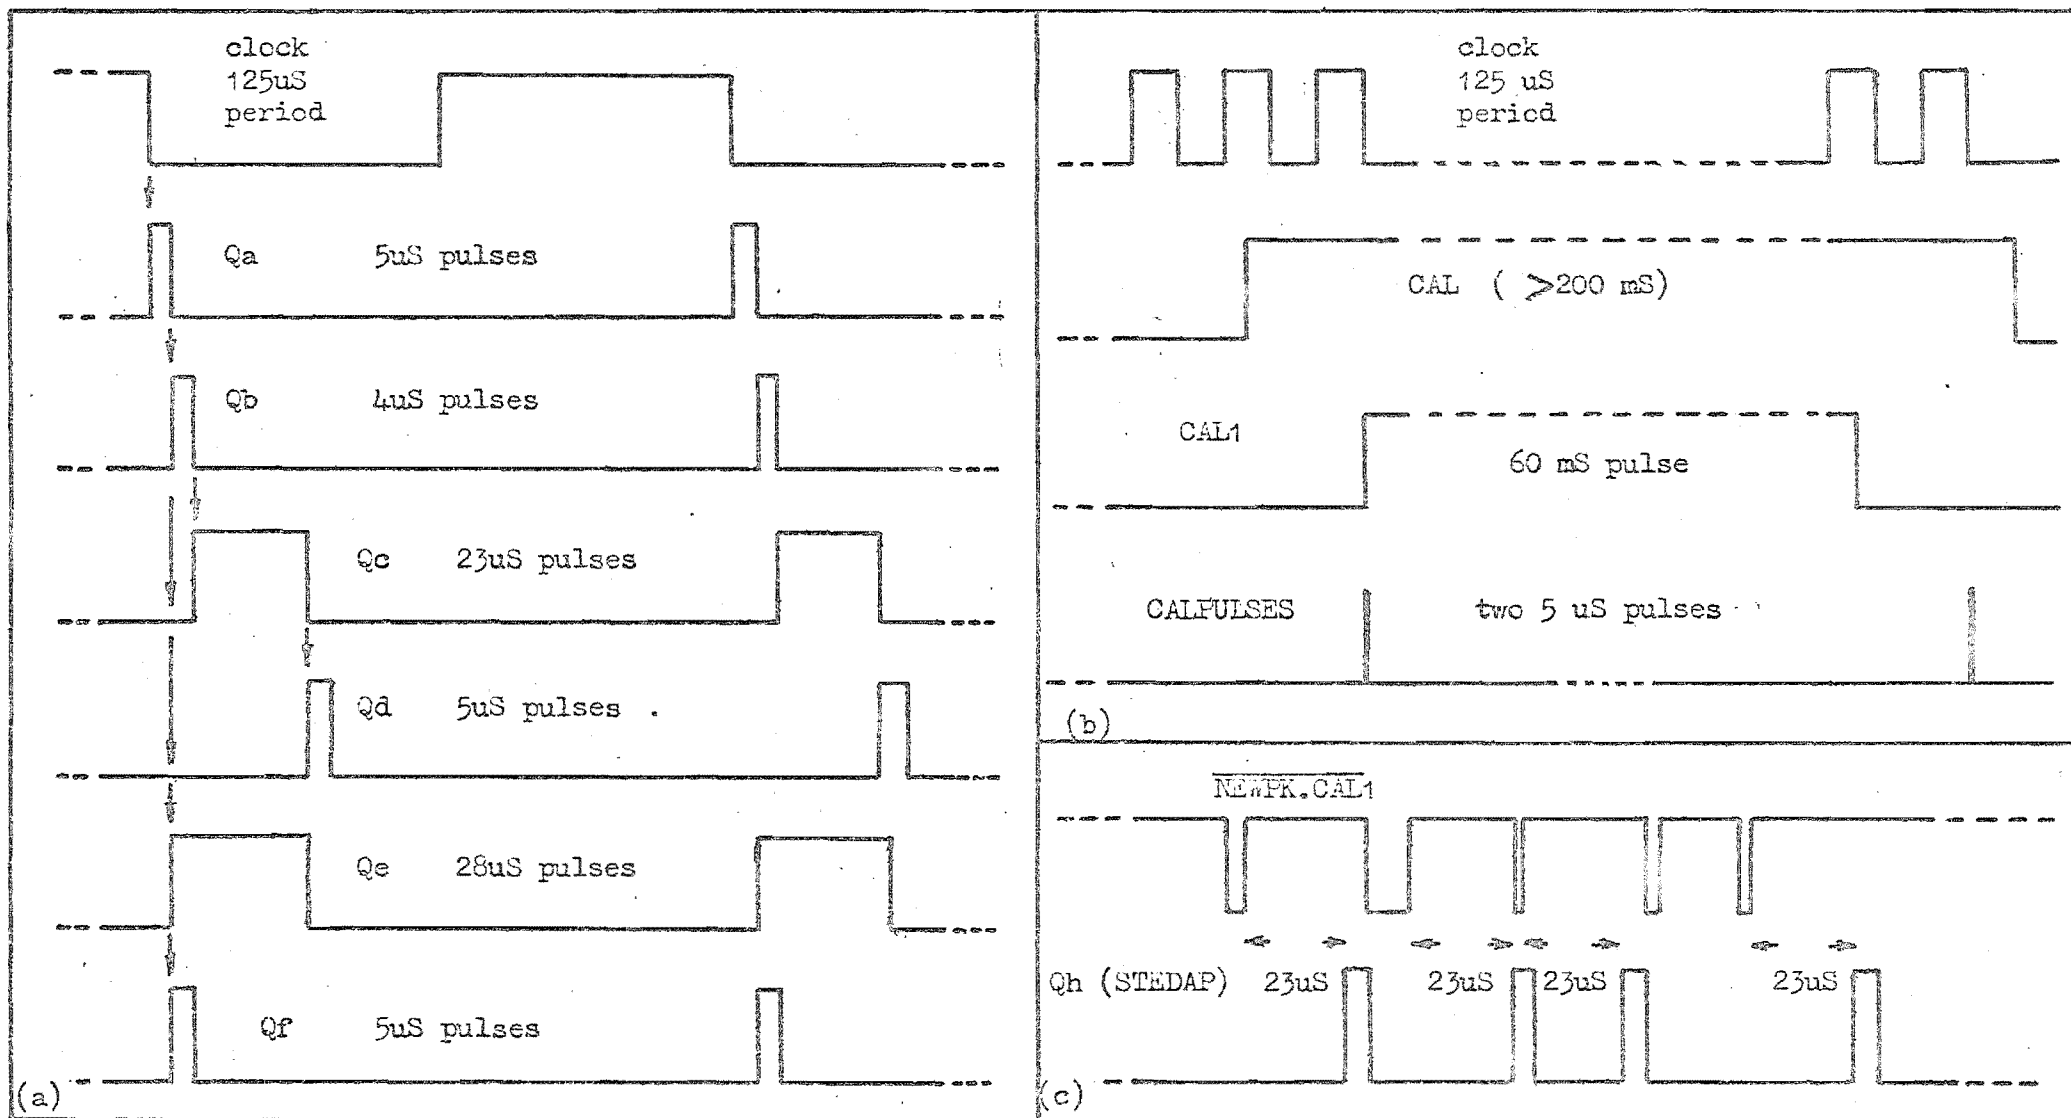 clock
125uS
period
Qa 5uS pulses
Qb 4uS pulses
Qc 23uS pulses
Qd 5uS pulses .
Qe 28uS pulses
Qf 5uS pulses
(a)
clock
125 uS
period
CAL ( >200 mS)
CAL1
60 mS pulse
CALPULSES two 5 uS pulses
(b)
NEWPK.CAL1
Qh (STEDAP) 23uS 23uS 23uS 23uS
(c)